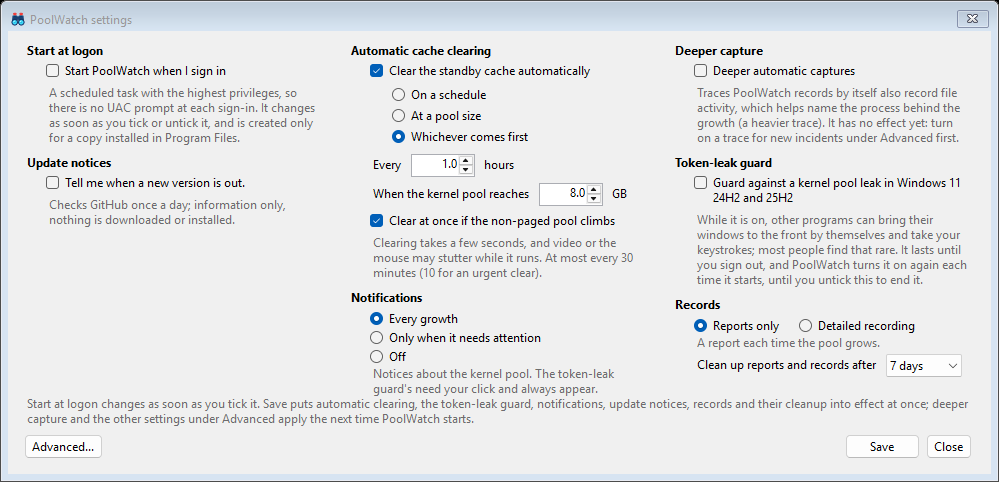 PoolWatch settings
Start at logon
Start PoolWatch when I sign in
A scheduled task with the highest privileges, so
there is no UAC prompt at each sign-in. It changes
as soon as you tick or untick it, and is created only
for a copy installed in Program Files.
Update notices
Tell me when a new version is out.
Checks GitHub once a day; information only,
nothing is downloaded or installed.
Automatic cache clearing
Clear the standby cache automatically
On a schedule
At a pool size
Whichever comes first
Every 1.0 hours
When the kernel pool reaches 8.0 GB
Clear at once if the non-paged pool climbs
Clearing takes a few seconds, and video or the
mouse may stutter while it runs. At most every 30
minutes (10 for an urgent clear).
Notifications
Every growth
Only when it needs attention
Off
Notices about the kernel pool. The token-leak
guard's need your click and always appear.
Deeper capture
Deeper automatic captures
Traces PoolWatch records by itself also record file
activity, which helps name the process behind the
growth (a heavier trace). It has no effect yet: turn
on a trace for new incidents under Advanced first.
Token-leak guard
Guard against a kernel pool leak in Windows 11
24H2 and 25H2
While it is on, other programs can bring their
windows to the front by themselves and take your
keystrokes; most people find that rare. It lasts until
you sign out, and PoolWatch turns it on again each
time it starts, until you untick this to end it.
Records
Reports only Detailed recording
A report each time the pool grows.
Clean up reports and records after 7 days
Start at logon changes as soon as you tick it. Save puts automatic clearing, the token-leak guard, notifications, update notices, records and their cleanup into effect at once; deeper
capture and the other settings under Advanced apply the next time PoolWatch starts.
Advanced... Save Close